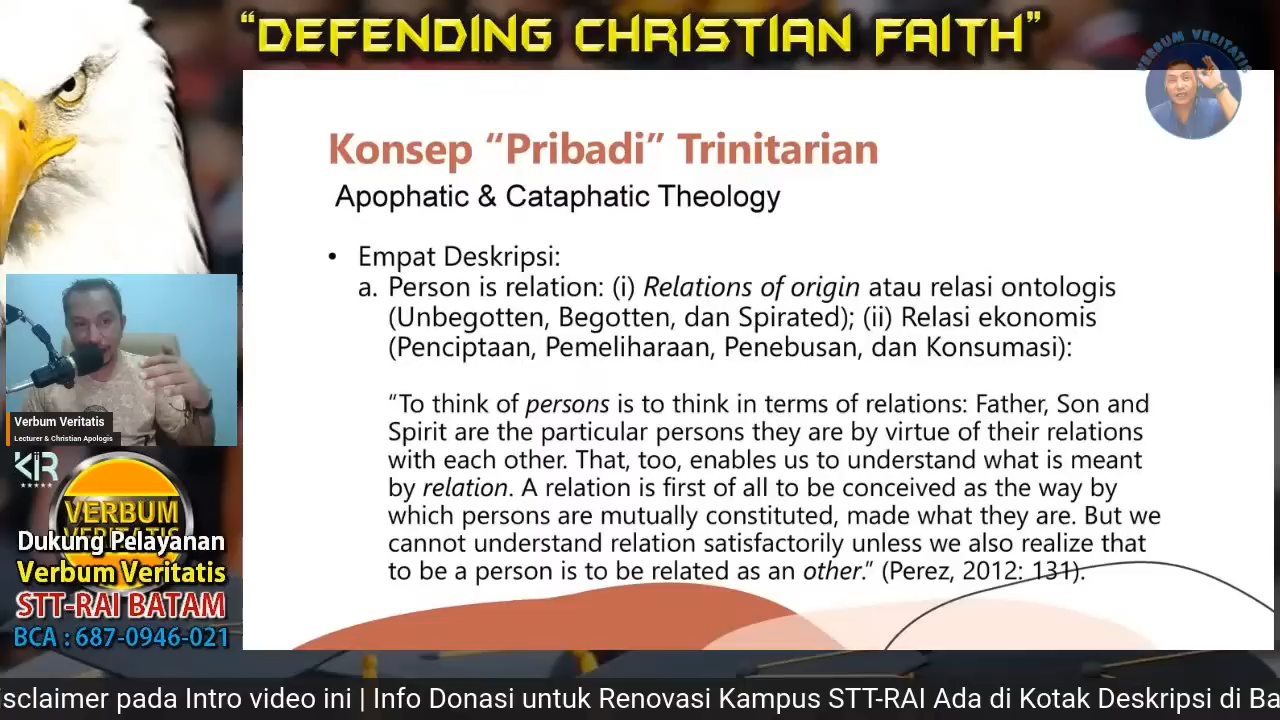 “DEFENDING CHRISTIAN FAITH”
VERBUM VERITATIS
Konsep “Pribadi” Trinitarian
Apophatic & Cataphatic Theology
• Empat Deskripsi:
a. Person is relation: (i) Relations of origin atau relasi ontologis
(Unbegotten, Begotten, dan Spirated); (ii) Relasi ekonomis
(Penciptaan, Pemeliharaan, Penebusan, dan Konsumasi):
“To think of persons is to think in terms of relations: Father, Son and
Spirit are the particular persons they are by virtue of their relations
with each other. That, too, enables us to understand what is meant
by relation. A relation is first of all to be conceived as the way by
which persons are mutually constituted, made what they are. But we
cannot understand relation satisfactorily unless we also realize that
to be a person is to be related as an other.” (Perez, 2012: 131).
Verbum Veritatis
Lecturer & Christian Apologis
KIR
VERBUM
VERITATIS
Dukung Pelayanan
Verbum Veritatis
STT-RAI BATAM
BCA : 687-0946-021
isclaimer pada Intro video ini | Info Donasi untuk Renovasi Kampus STT-RAI Ada di Kotak Deskripsi di Ba